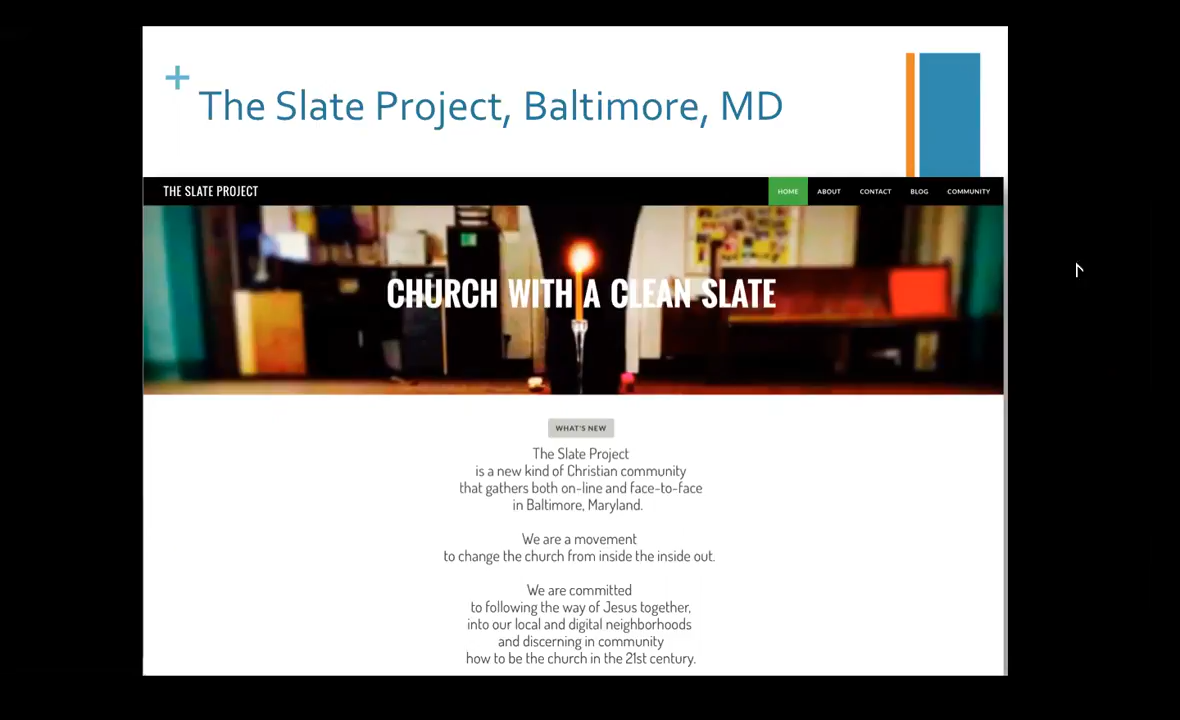 + The Slate Project, Baltimore, MD
THE SLATE PROJECT
HOME ABOUT CONTACT BLOG COMMUNITY
CHURCH WITH A CLEAN SLATE
WHAT'S NEW
The Slate Project
is a new kind of Christian community
that gathers both on-line and face-to-face
in Baltimore, Maryland.
We are a movement
to change the church from inside the inside out.
We are committed
to following the way of Jesus together,
into our local and digital neighborhoods
and discerning in community
how to be the church in the 21st century.